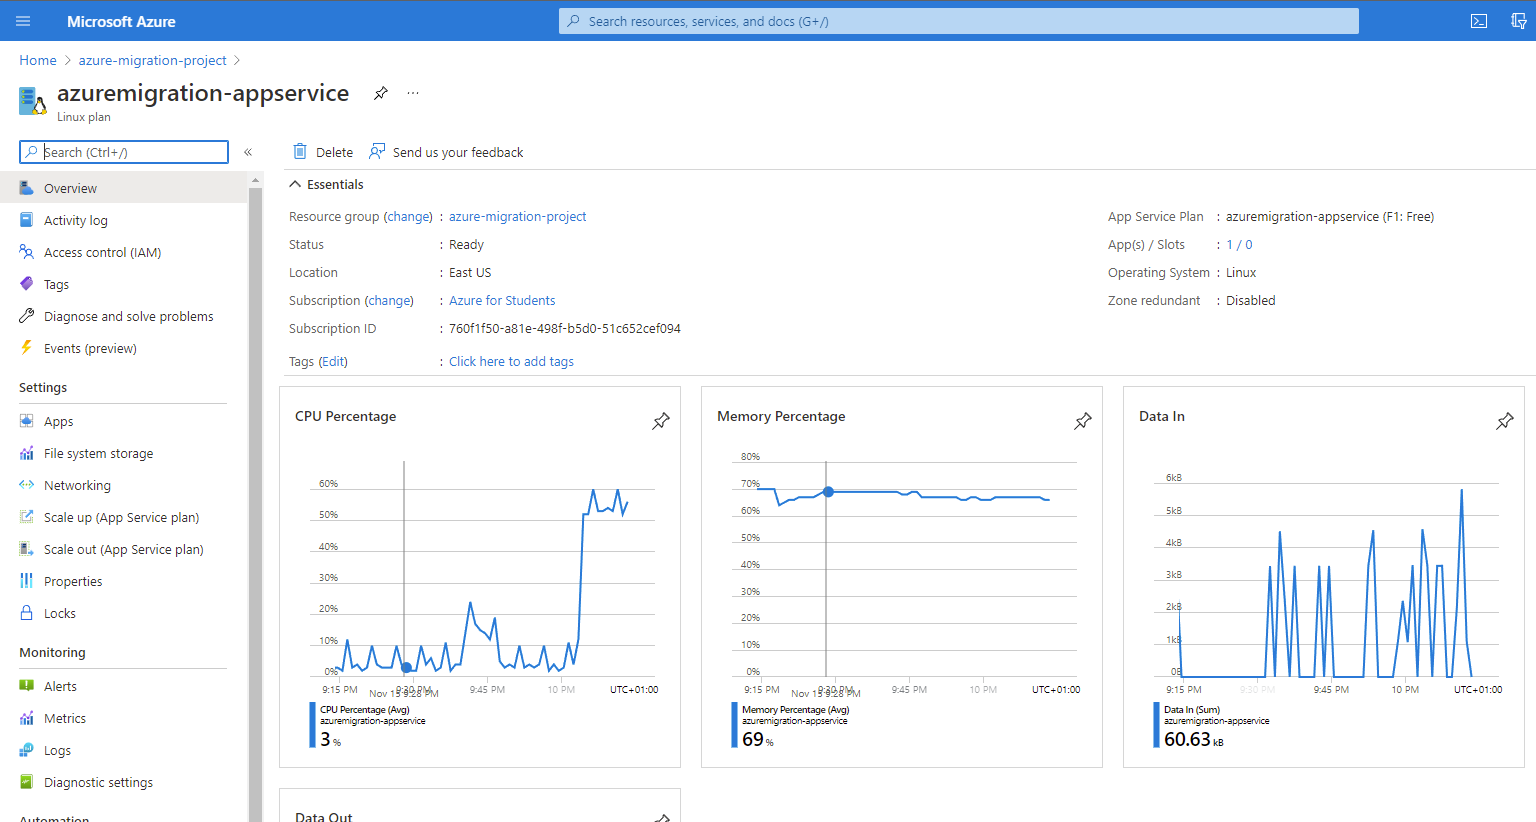 Microsoft Azure
Search resources, services, and docs (G+/)
Home > azure-migration-project >
azuremigration-appservice
...
Linux plan
Search (Ctrl+/)
«
Delete
Send us your feedback
Overview
Activity log
Access control (IAM)
Tags
Diagnose and solve problems
Events (preview)
Settings
Apps
File system storage
Networking
Scale up (App Service plan)
Scale out (App Service plan)
Properties
Locks
Monitoring
Alerts
Metrics
Logs
Diagnostic settings
Automation
Essentials
Resource group (change) : azure-migration-project
Status : Ready
Location : East US
Subscription (change) : Azure for Students
Subscription ID : 760f1f50-a81e-498f-b5d0-51c652cef094
Tags (Edit) : Click here to add tags
App Service Plan : azuremigration-appservice (F1: Free)
App(s) / Slots : 1 / 0
Operating System : Linux
Zone redundant : Disabled
CPU Percentage
60%
50%
40%
30%
20%
10%
0%
9:15 PM 9:30 PM 9:45 PM 10 PM UTC+01:00
Nov 15 9:28 PM
CPU Percentage (Avg)
azuremigration-appservice
3 %
Memory Percentage
80%
70%
60%
50%
40%
30%
20%
10%
0%
9:15 PM 9:30 PM 9:45 PM 10 PM UTC+01:00
Nov 15 9:28 PM
Memory Percentage (Avg)
azuremigration-appservice
69 %
Data In
6kB
5kB
4kB
3kB
2kB
1kB
0B
9:15 PM 9:30 PM 9:45 PM 10 PM UTC+01:00
Data In (Sum)
azuremigration-appservice
60.63 kB
Data Out